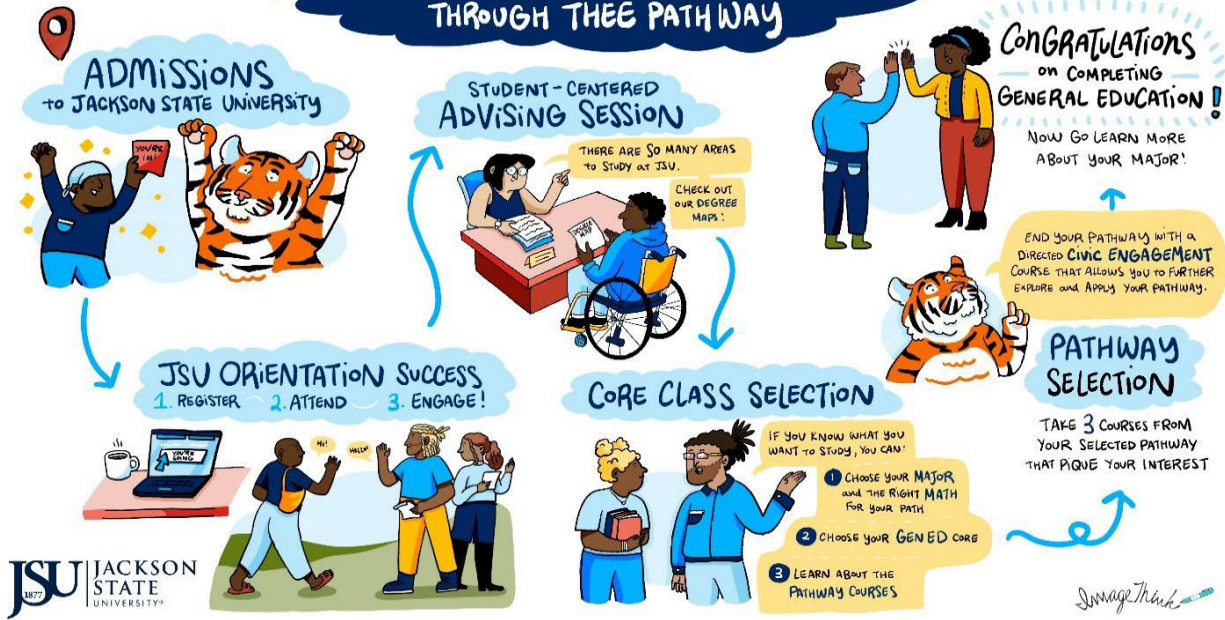 THROUGH THEE PATHWAY
ADMISSIONS
to JACKSON STATE UNIVERSITY
YOU'RE
IN!
JSU ORIENTATION SUCCESS
1. REGISTER 2. ATTEND 3. ENGAGE!
YOU'RE
GOING
Hi!
HELLO!
STUDENT-CENTERED
ADVISING SESSION
THERE ARE SO MANY AREAS
to STUDY at JSU.
CHECK OUT
OUR DEGREE
MAPS!
DEGREE
MAP
CORE CLASS SELECTION
IF YOU KNOW WHAT YOU
WANT TO STUDY, YOU CAN:
1 CHOOSE YOUR MAJOR
and THE RIGHT MATH
FOR YOUR PATH
2 CHOOSE YOUR GEN ED CORE
3 LEARN ABOUT THE
PATHWAY COURSES
PATHWAY
SELECTION
TAKE 3 COURSES FROM
YOUR SELECTED PATHWAY
THAT PIQUE YOUR INTEREST
END YOUR PATHWAY WITH a
DIRECTED CIVIC ENGAGEMENT
COURSE THAT ALLOWS YOU TO FURTHER
EXPLORE and APPLY YOUR PATHWAY.
CONGRATULATIONS
on COMPLETING
GENERAL EDUCATION!
NOW GO LEARN MORE
ABOUT YOUR MAJOR!
JSU
1877
JACKSON
STATE
UNIVERSITY
ImageThink